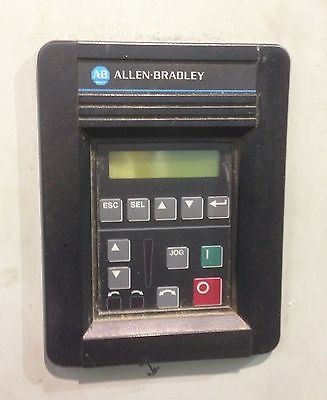 AB ALLEN-BRADLEY
ESC SEL
JOG I
O